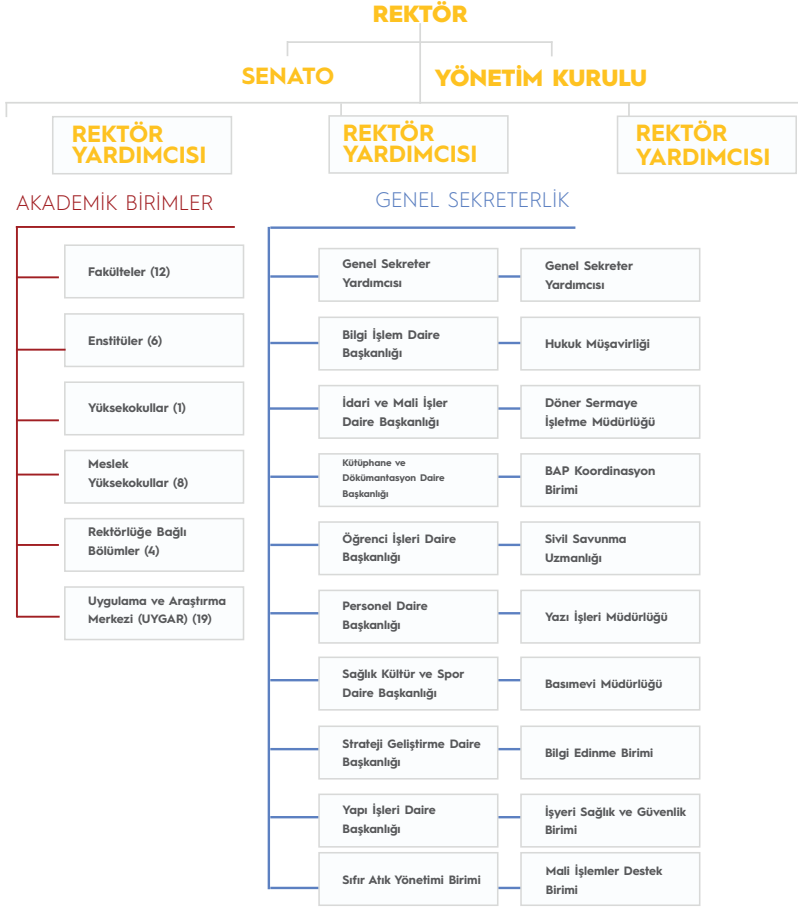 REKTÖR
SENATO
YÖNETİM KURULU
REKTÖR
YARDIMCISI
REKTÖR
YARDIMCISI
REKTÖR
YARDIMCISI
AKADEMİK BİRİMLER
Fakülteler (12)
Enstitüler (6)
Yüksekokullar (1)
Meslek
Yüksekokullar (8)
Rektörlüğe Bağlı
Bölümler (4)
Uygulama ve Araştırma
Merkezi (UYGAR) (19)
GENEL SEKRETERLİK
Genel Sekreter
Yardımcısı
Genel Sekreter
Yardımcısı
Bilgi İşlem Daire
Başkanlığı
Hukuk Müşavirliği
İdari ve Mali İşler
Daire Başkanlığı
Döner Sermaye
İşletme Müdürlüğü
Kütüphane ve
Dökümantasyon Daire
Başkanlığı
BAP Koordinasyon
Birimi
Öğrenci İşleri Daire
Başkanlığı
Sivil Savunma
Uzmanlığı
Personel Daire
Başkanlığı
Yazı İşleri Müdürlüğü
Sağlık Kültür ve Spor
Daire Başkanlığı
Basımevi Müdürlüğü
Strateji Geliştirme Daire
Başkanlığı
Bilgi Edinme Birimi
Yapı İşleri Daire
Başkanlığı
İşyeri Sağlık ve Güvenlik
Birimi
Sıfır Atık Yönetimi Birimi
Mali İşlemler Destek
Birimi